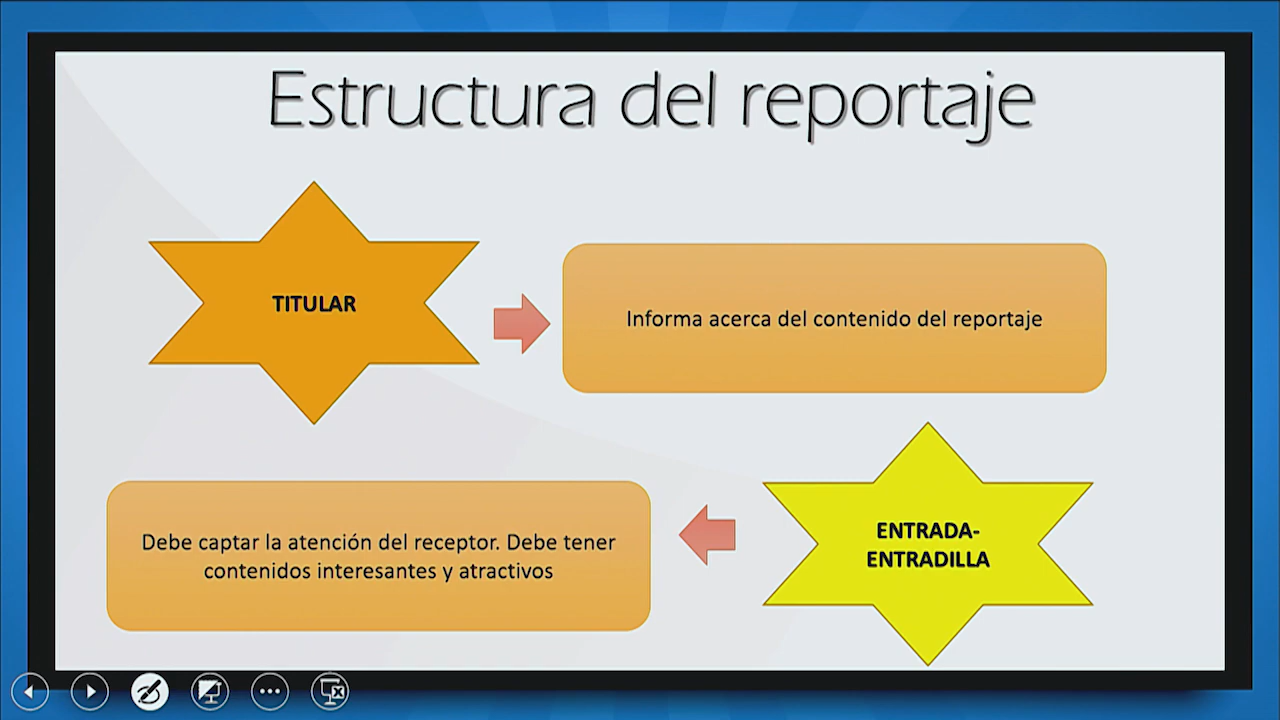 Estructura del reportaje
TITULAR
Informa acerca del contenido del reportaje
Debe captar la atención del receptor. Debe tener
contenidos interesantes y atractivos
ENTRADA-
ENTRADILLA